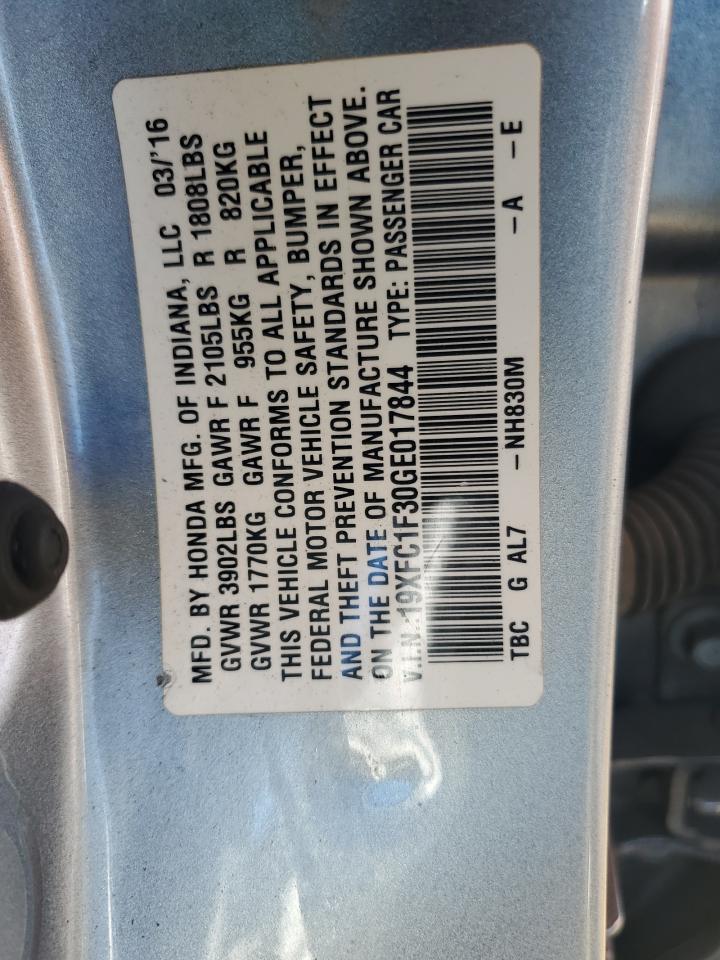 MFD. BY HONDA MFG. OF INDIANA, LLC 03/'16
GVWR 3902LBS GAWR F 2105LBS R 1808LBS
GVWR 1770KG GAWR F 955KG R 820KG
THIS VEHICLE CONFORMS TO ALL APPLICABLE
FEDERAL MOTOR VEHICLE SAFETY, BUMPER,
AND THEFT PREVENTION STANDARDS IN EFFECT
ON THE DATE OF MANUFACTURE SHOWN ABOVE.
V.I.N.:19XFC1F30GE017844 TYPE: PASSENGER CAR
TBC G AL7 -NH830M -A -E